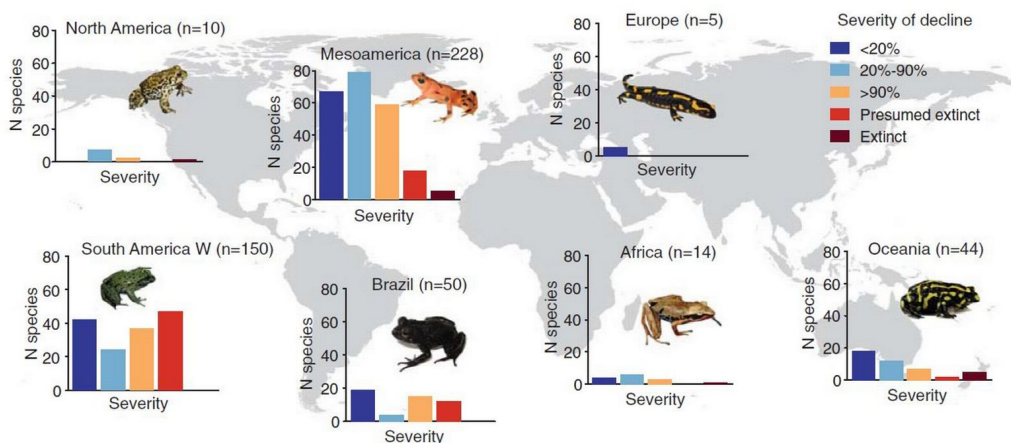 North America (n=10)
80
60
40
20
0
N species
Severity
Mesoamerica (n=228)
80
60
40
20
0
N species
Severity
Europe (n=5)
80
60
40
20
0
N species
Severity
Severity of decline
<20%
20%-90%
>90%
Presumed extinct
Extinct
South America W (n=150)
80
60
40
20
0
N species
Severity
Brazil (n=50)
80
60
40
20
0
N species
Severity
Africa (n=14)
80
60
40
20
0
N species
Severity
Oceania (n=44)
80
60
40
20
0
N species
Severity